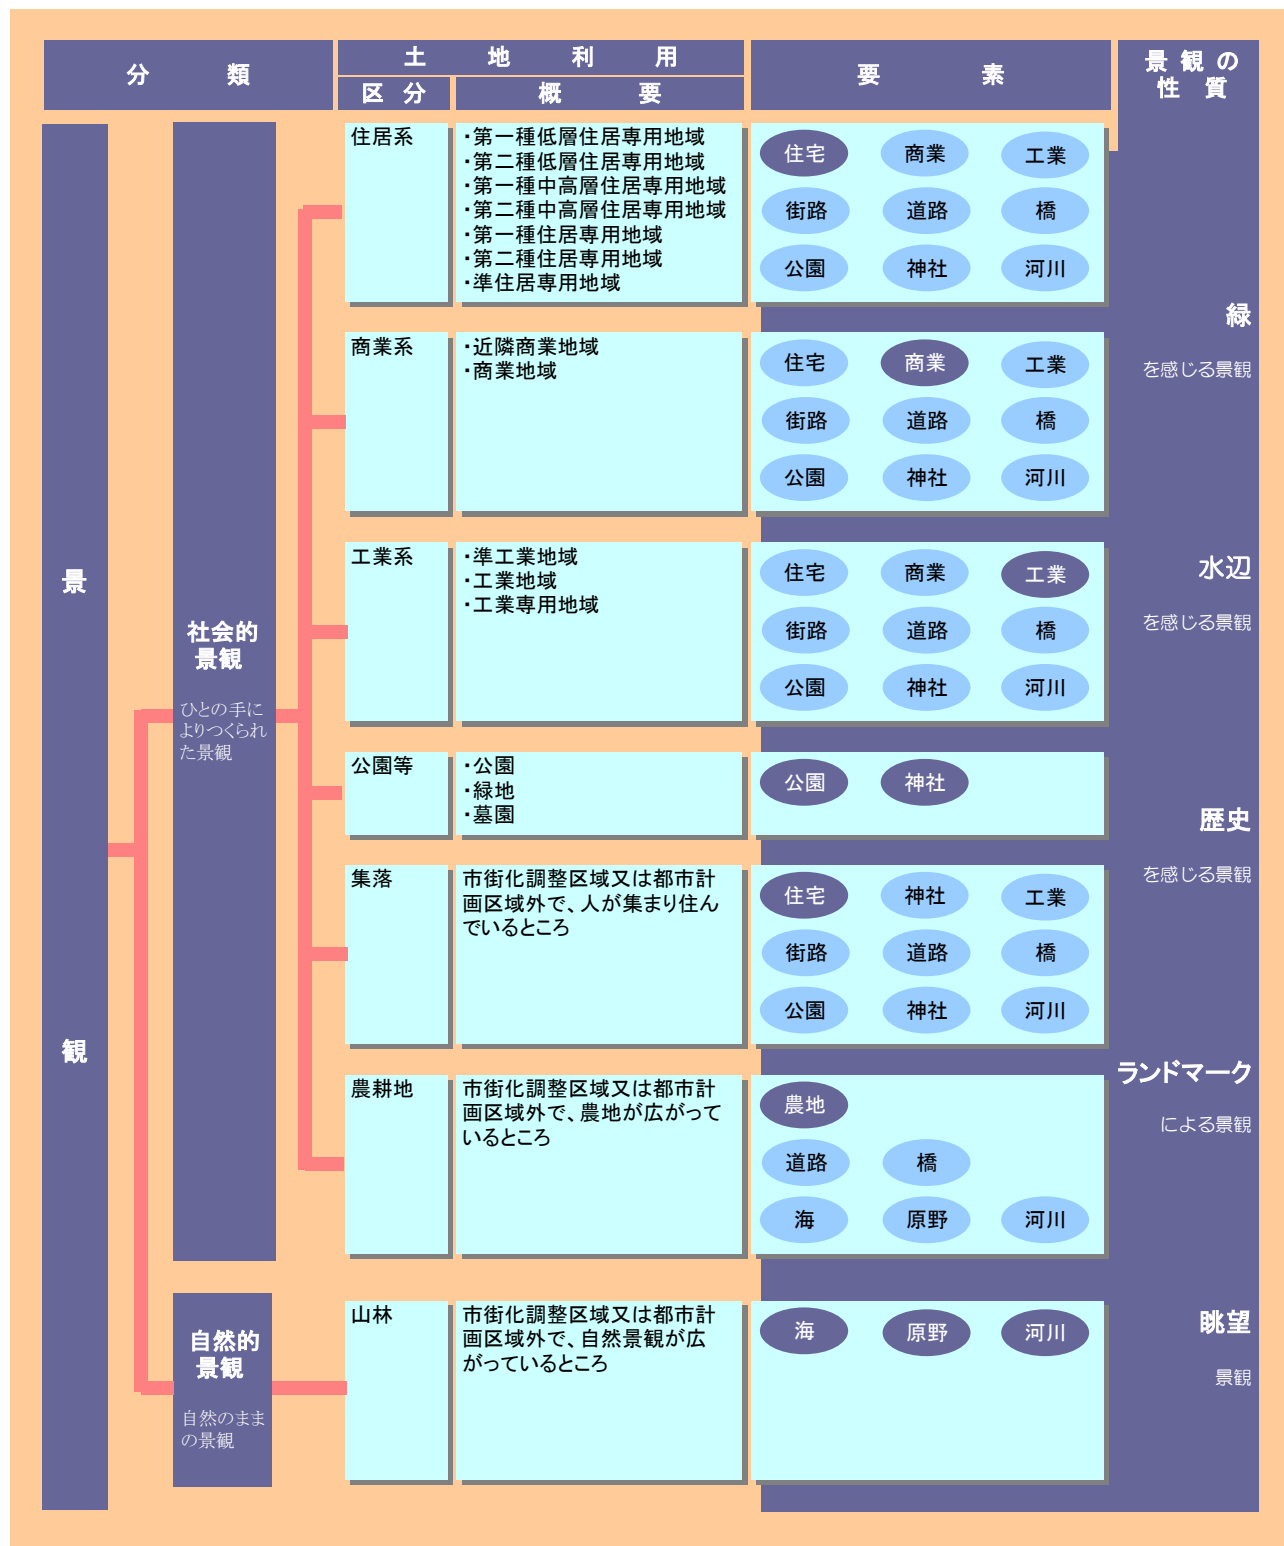 分類
土地利用
区分
概要
要素
景観の
性質
景
観
社会的
景観
ひとの手に
よりつくられ
た景観
住居系
・第一種低層住居専用地域
・第二種低層住居専用地域
・第一種中高層住居専用地域
・第二種中高層住居専用地域
・第一種住居専用地域
・第二種住居専用地域
・準住居専用地域
住宅 商業 工業
街路 道路 橋
公園 神社 河川
商業系
・近隣商業地域
・商業地域
住宅 商業 工業
街路 道路 橋
公園 神社 河川
工業系
・準工業地域
・工業地域
・工業専用地域
住宅 商業 工業
街路 道路 橋
公園 神社 河川
公園等
・公園
・緑地
・墓園
公園 神社
集落
市街化調整区域又は都市計
画区域外で、人が集まり住ん
でいるところ
住宅 神社 工業
街路 道路 橋
公園 神社 河川
農耕地
市街化調整区域又は都市計
画区域外で、農地が広がって
いるところ
農地
道路 橋
海 原野 河川
自然的
景観
自然のまま
の景観
山林
市街化調整区域又は都市計
画区域外で、自然景観が広
がっているところ
海 原野 河川
緑
を感じる景観
水辺
を感じる景観
歴史
を感じる景観
ランドマーク
による景観
眺望
景観